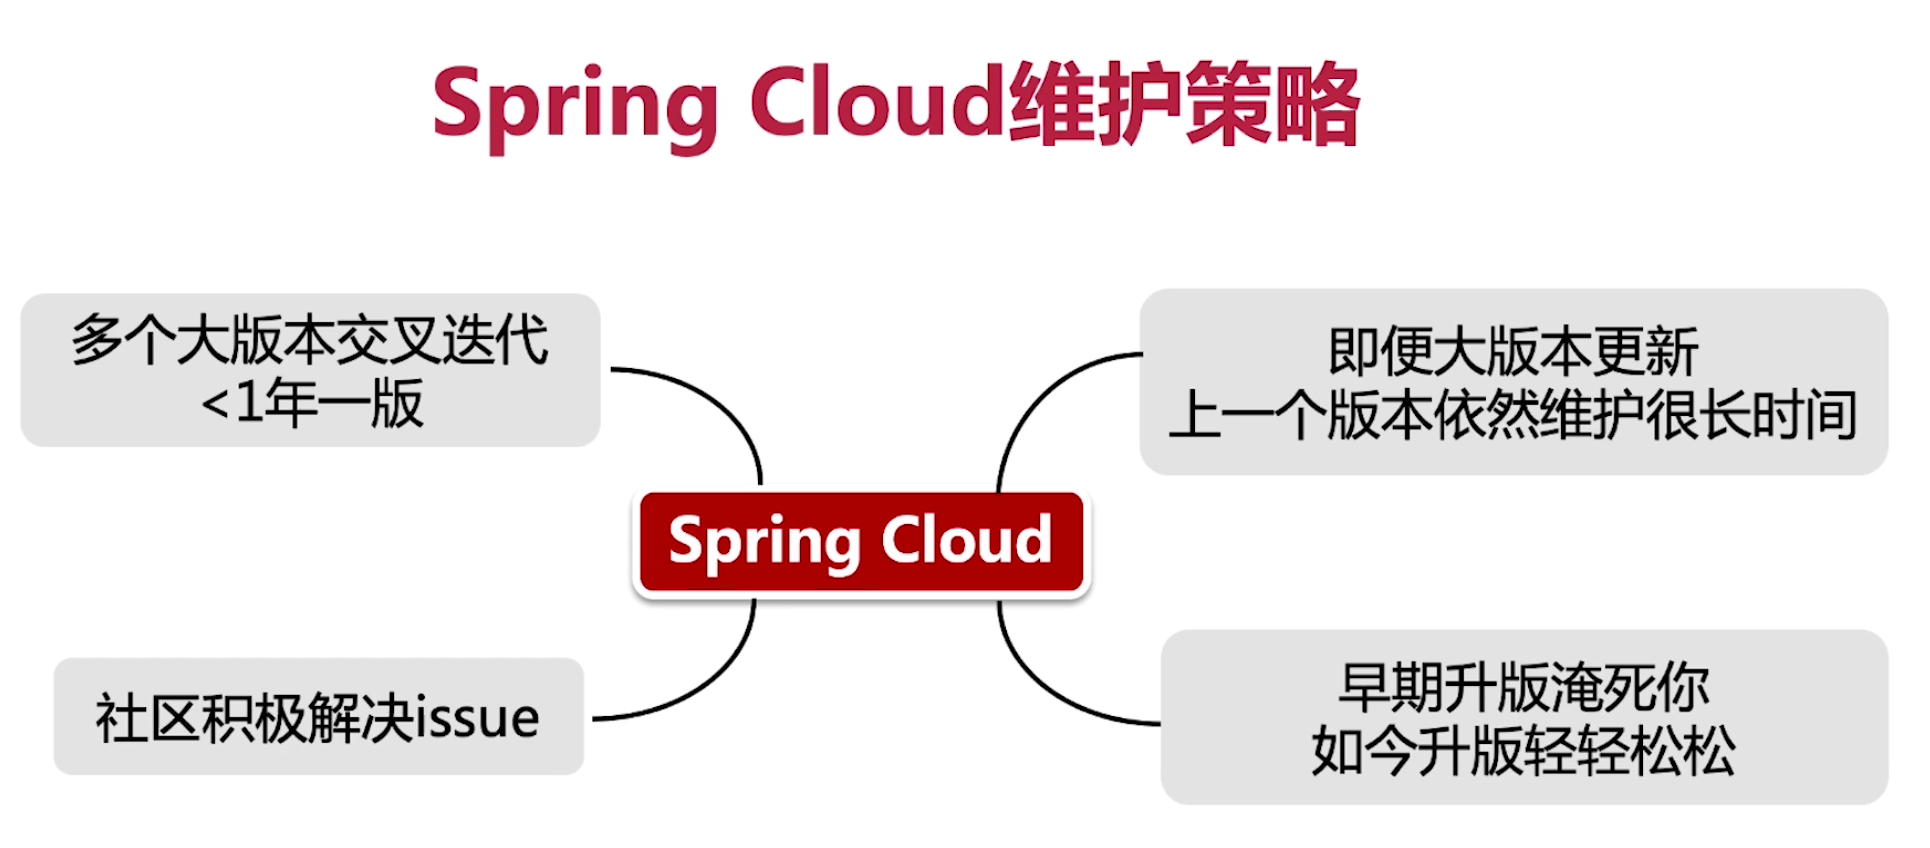 Spring Cloud维护策略
多个大版本交叉迭代
<1年一版
即便大版本更新
上一个版本依然维护很长时间
Spring Cloud
社区积极解决issue
早期升版淹死你
如今升版轻轻松松